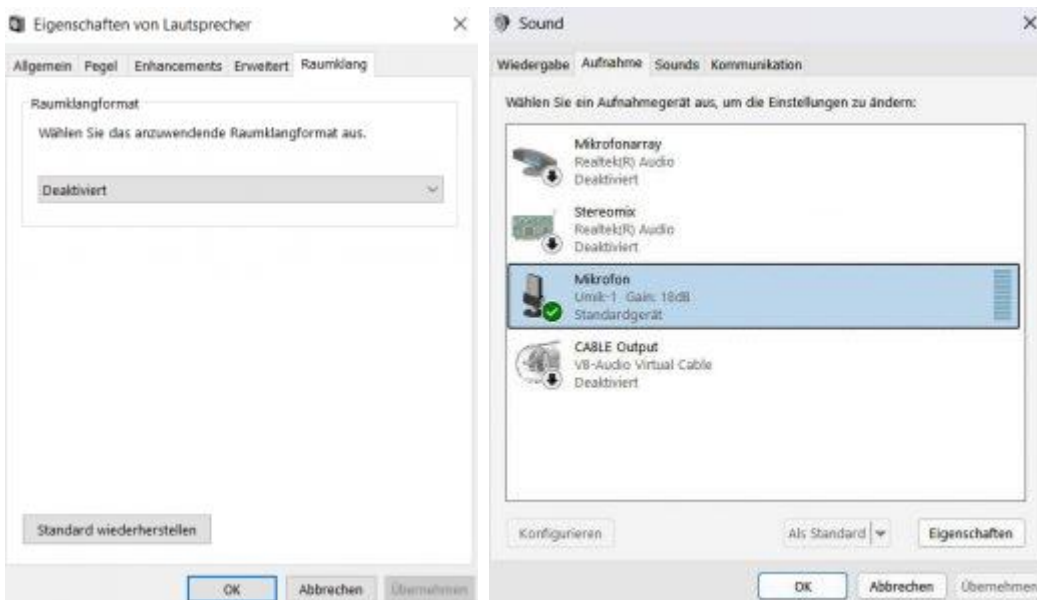 Eigenschaften von Lautsprecher
Allgemein Pegel Enhancements Erweitert Raumklang
Raumklangformat
Wählen Sie das anzuwendende Raumklangformat aus.
Deaktiviert
Standard wiederherstellen
OK Abbrechen Übernehmen
Sound
Wiedergabe Aufnahme Sounds Kommunikation
Wählen Sie ein Aufnahmegerät aus, um die Einstellungen zu ändern:
Mikrofonarray
Realtek(R) Audio
Deaktiviert
Stereomix
Realtek(R) Audio
Deaktiviert
Mikrofon
Umik-1 Gain: 18dB
Standardgerät
CABLE Output
VB-Audio Virtual Cable
Deaktiviert
Konfigurieren Als Standard Eigenschaften
OK Abbrechen Übernehmen